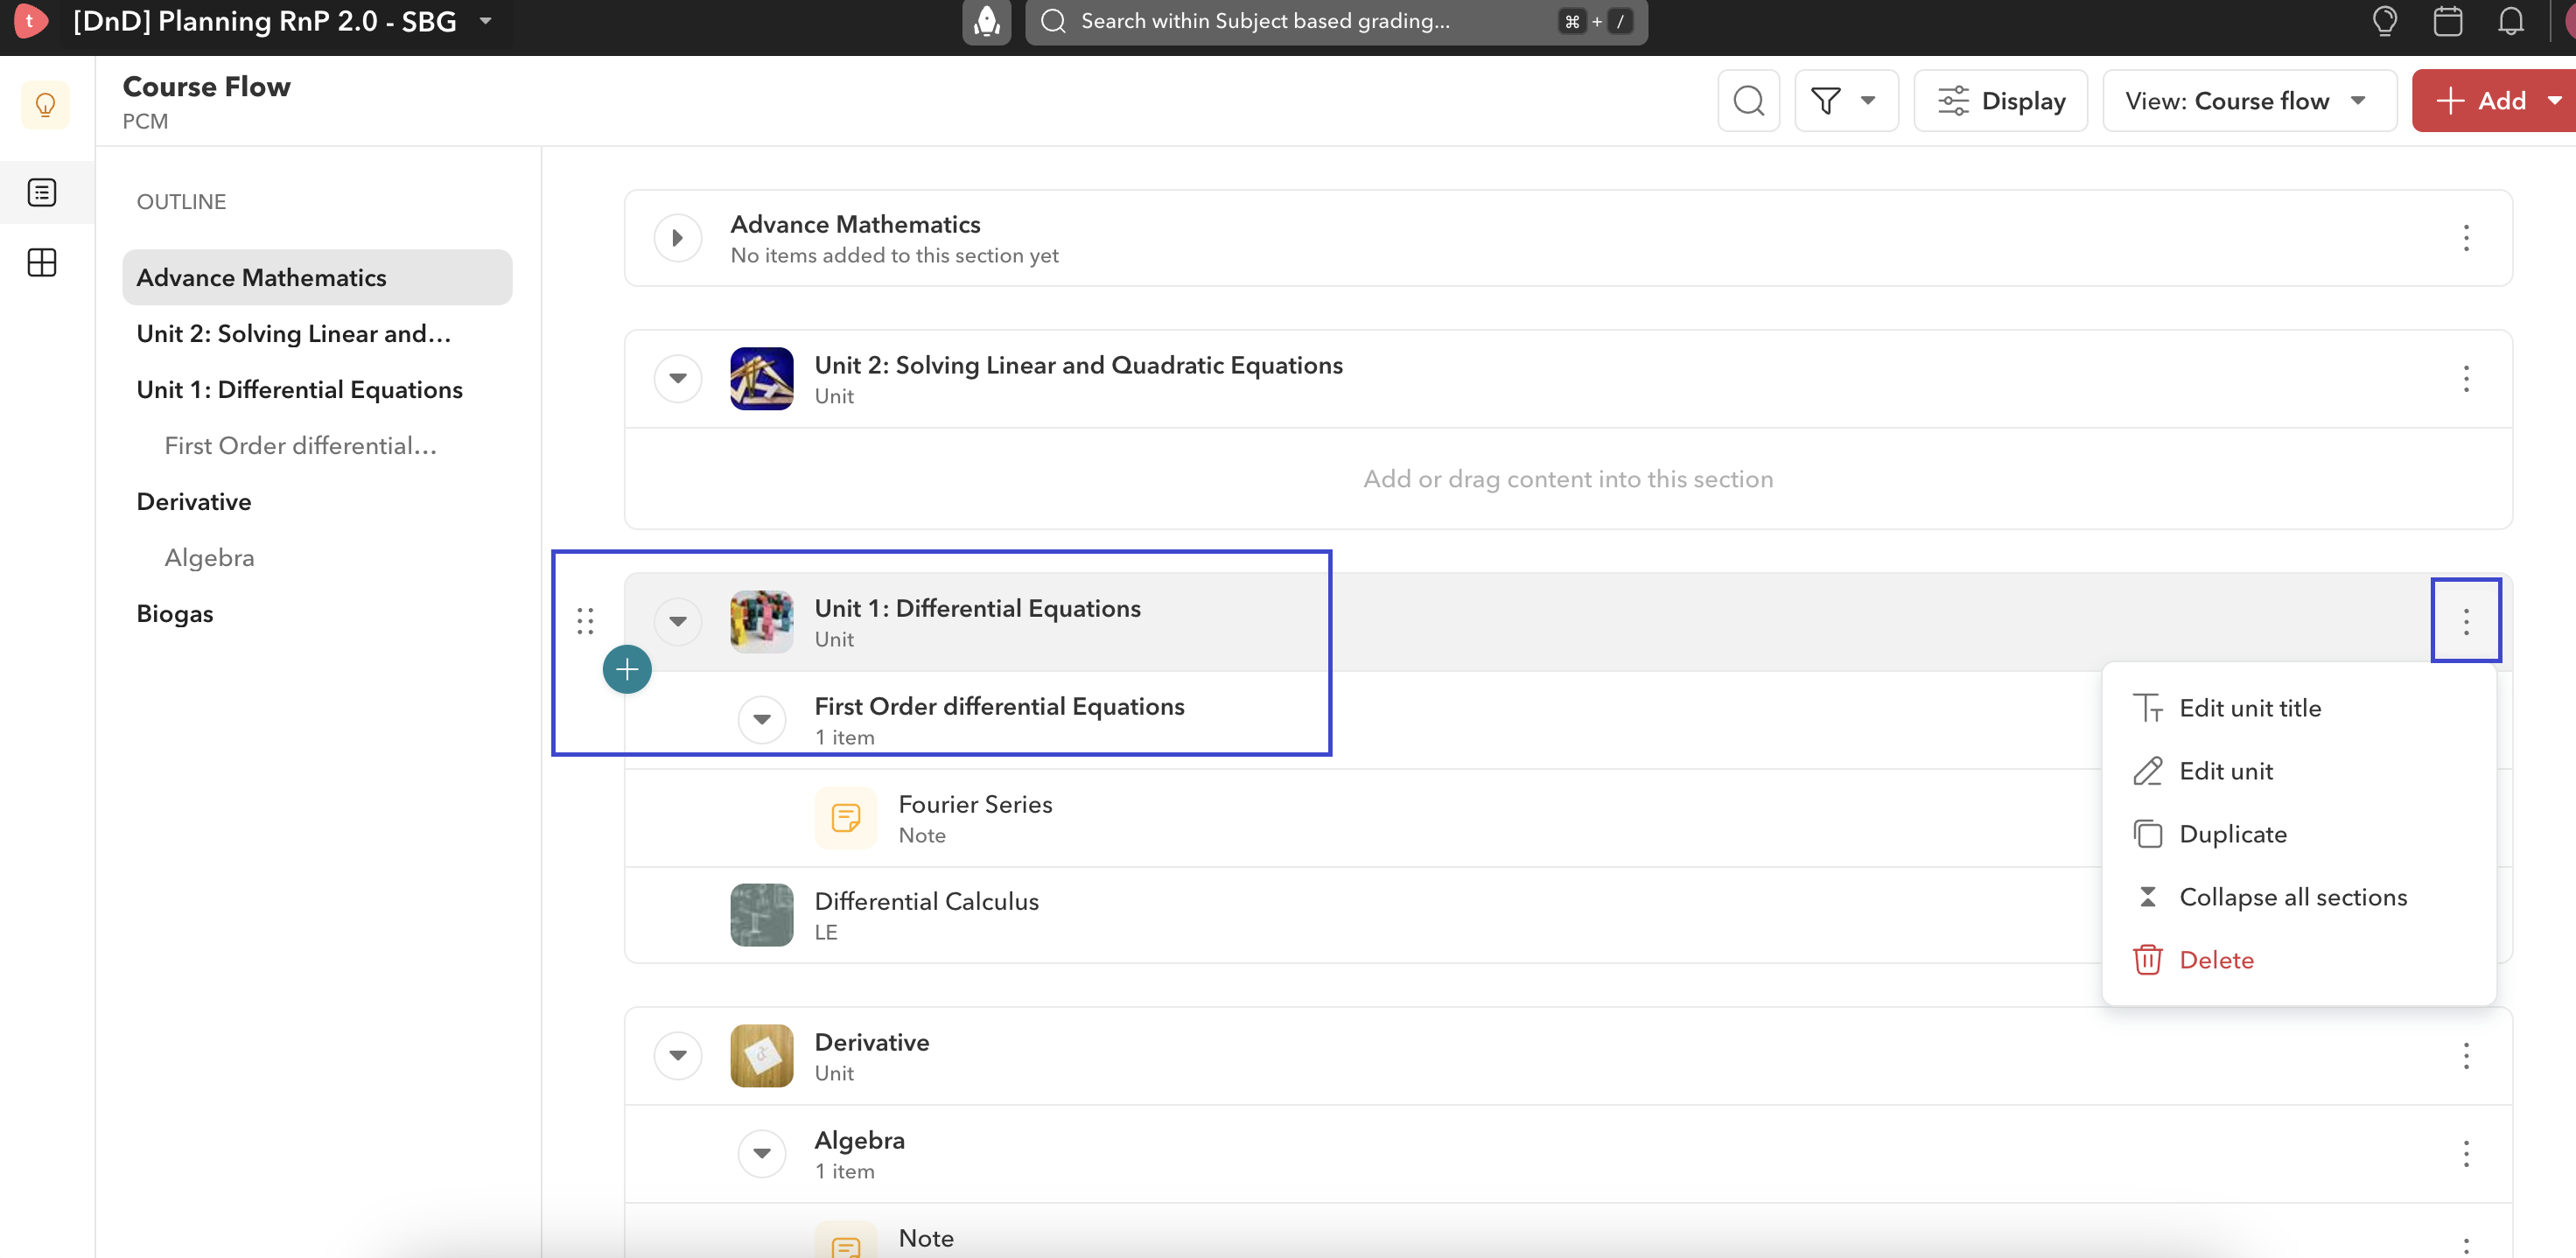 t [DnD] Planning RnP 2.0 - SBG
Search within Subject based grading... ⌘ + /
Course Flow
PCM
Display
View: Course flow
Add
OUTLINE
Advance Mathematics
Unit 2: Solving Linear and...
Unit 1: Differential Equations
First Order differential...
Derivative
Algebra
Biogas
Advance Mathematics
No items added to this section yet
Unit 2: Solving Linear and Quadratic Equations
Unit
Add or drag content into this section
Unit 1: Differential Equations
Unit
First Order differential Equations
1 item
Fourier Series
Note
Differential Calculus
LE
Edit unit title
Edit unit
Duplicate
Collapse all sections
Delete
Derivative
Unit
Algebra
1 item
Note